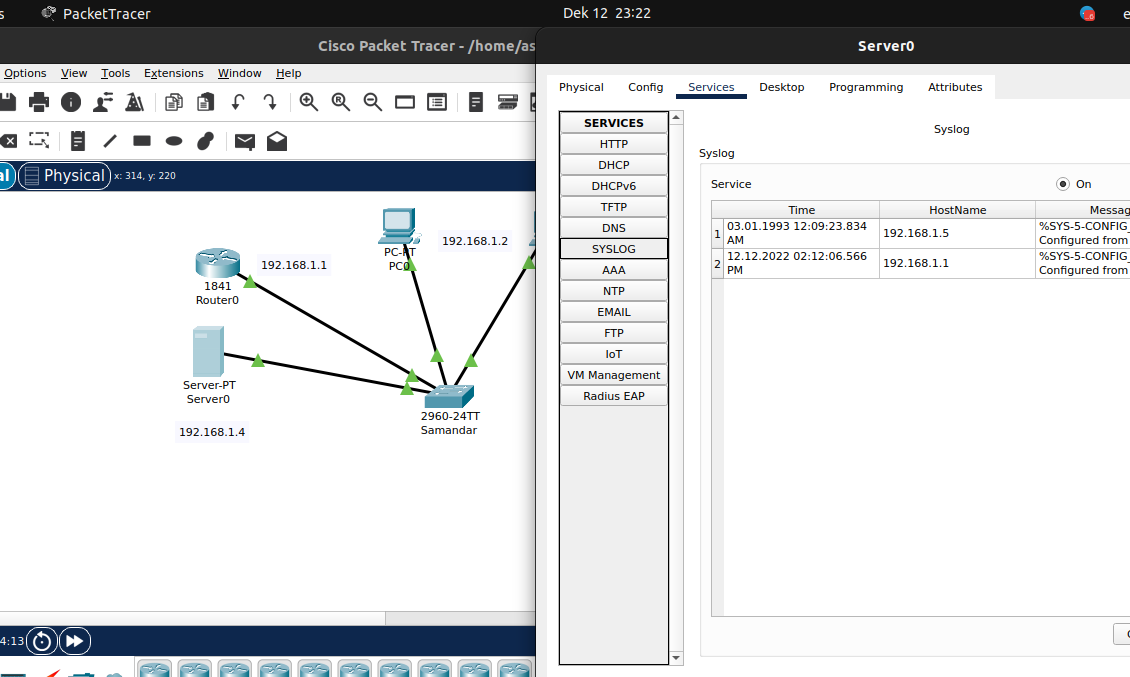 PacketTracer
Dek 12 23:22
Cisco Packet Tracer - /home/as
Server0
Options View Tools Extensions Window Help
Physical Config Services Desktop Programming Attributes
Physical
x: 314, y: 220
192.168.1.1
1841
Router0
PC-PT
PC0
192.168.1.2
Server-PT
Server0
192.168.1.4
2960-24TT
Samandar
4:13
SERVICES
HTTP
DHCP
DHCPv6
TFTP
DNS
SYSLOG
AAA
NTP
EMAIL
FTP
IoT
VM Management
Radius EAP
Syslog
Syslog
Service
On
Time HostName Messag
1 03.01.1993 12:09:23.834 AM 192.168.1.5 %SYS-5-CONFIG_ Configured from
2 12.12.2022 02:12:06.566 PM 192.168.1.1 %SYS-5-CONFIG_ Configured from